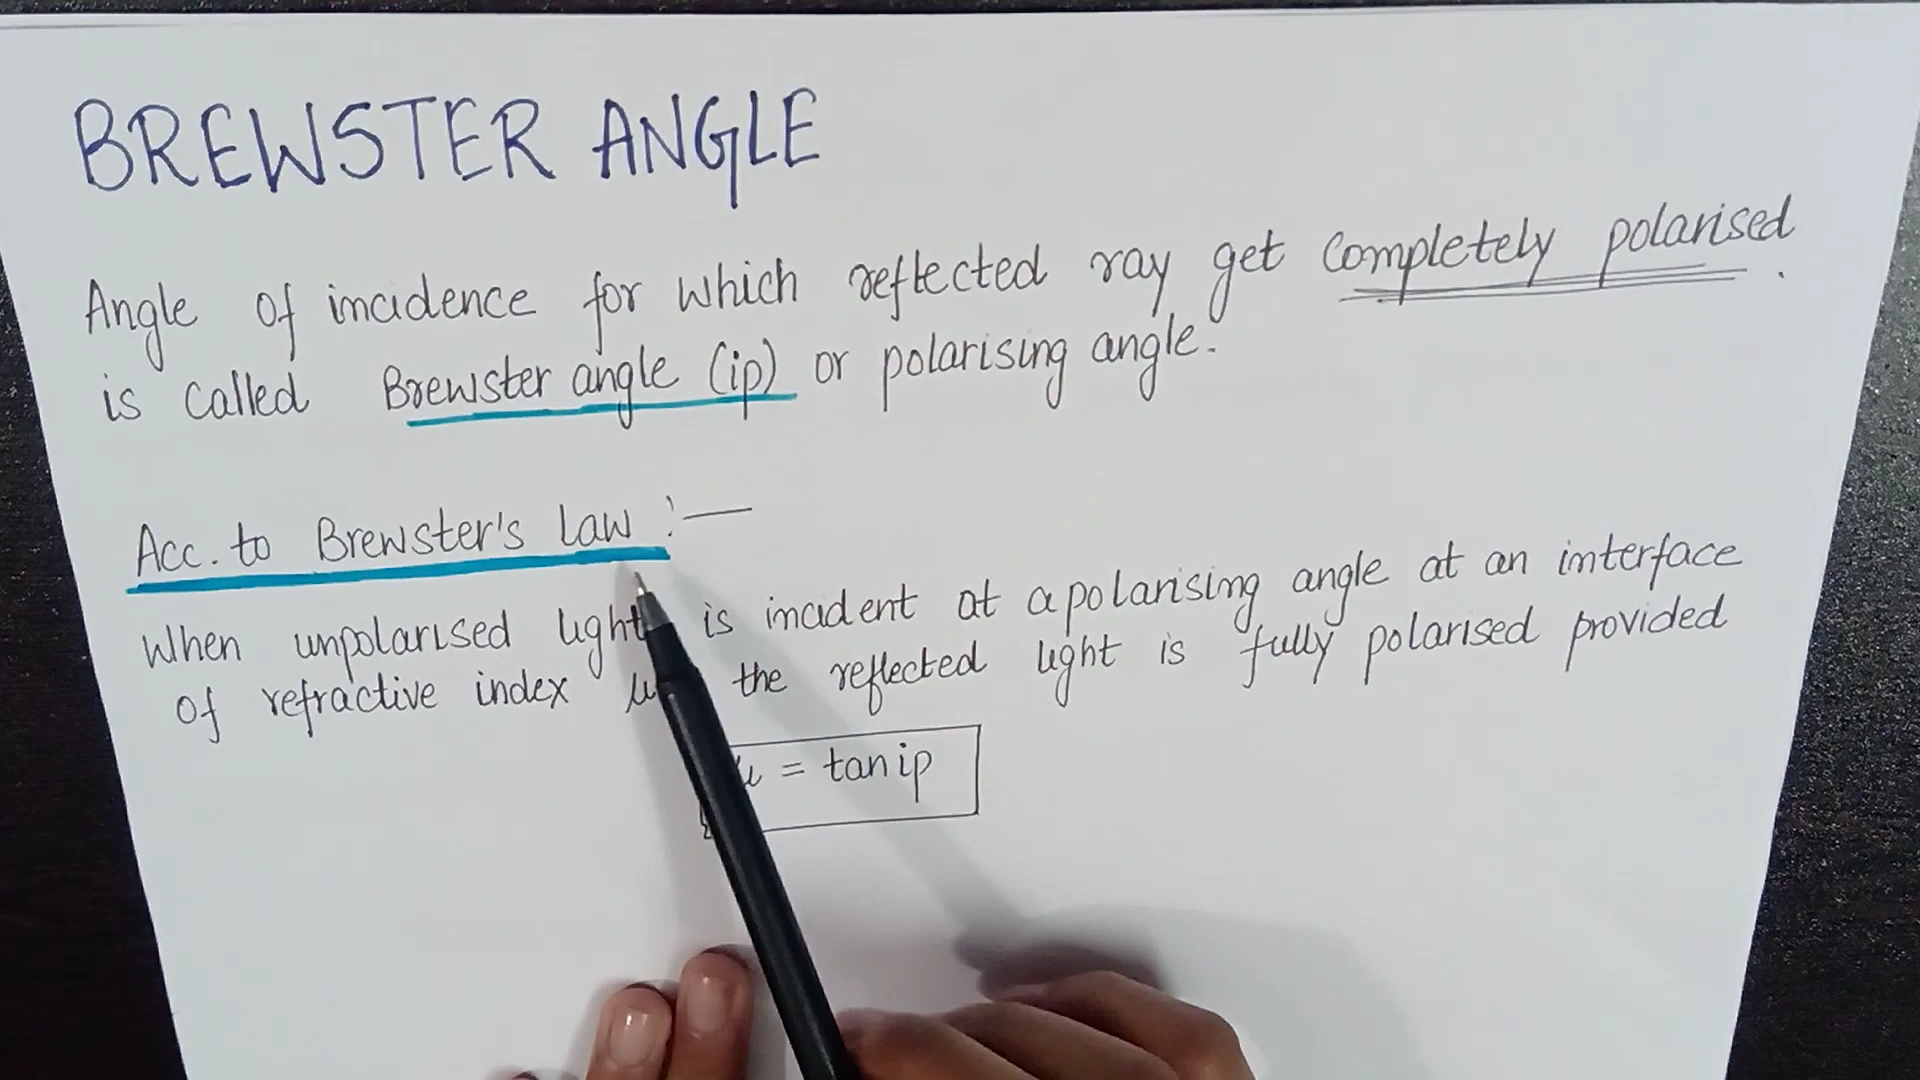 BREWSTER ANGLE
Angle of incidence for which reflected ray get completely polarised.
is called Brewster angle (ip) or polarising angle.
Acc. to Brewster's Law :—
When unpolarised light is incident at a polarising angle at an interface
of refractive index μ the reflected light is fully polarised provided
μ = tan ip